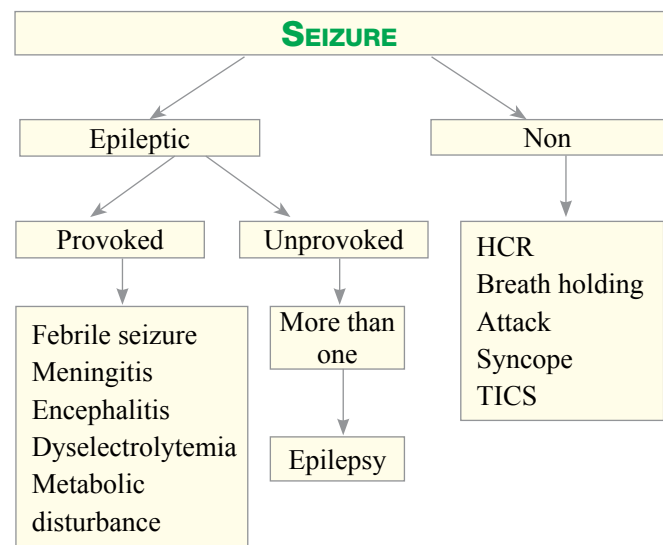 SEIZURE
Epileptic
Non
Provoked
Unprovoked
HCR
Breath holding
Attack
Syncope
TICS
Febrile seizure
Meningitis
Encephalitis
Dyselectrolytemia
Metabolic
disturbance
More than
one
Epilepsy